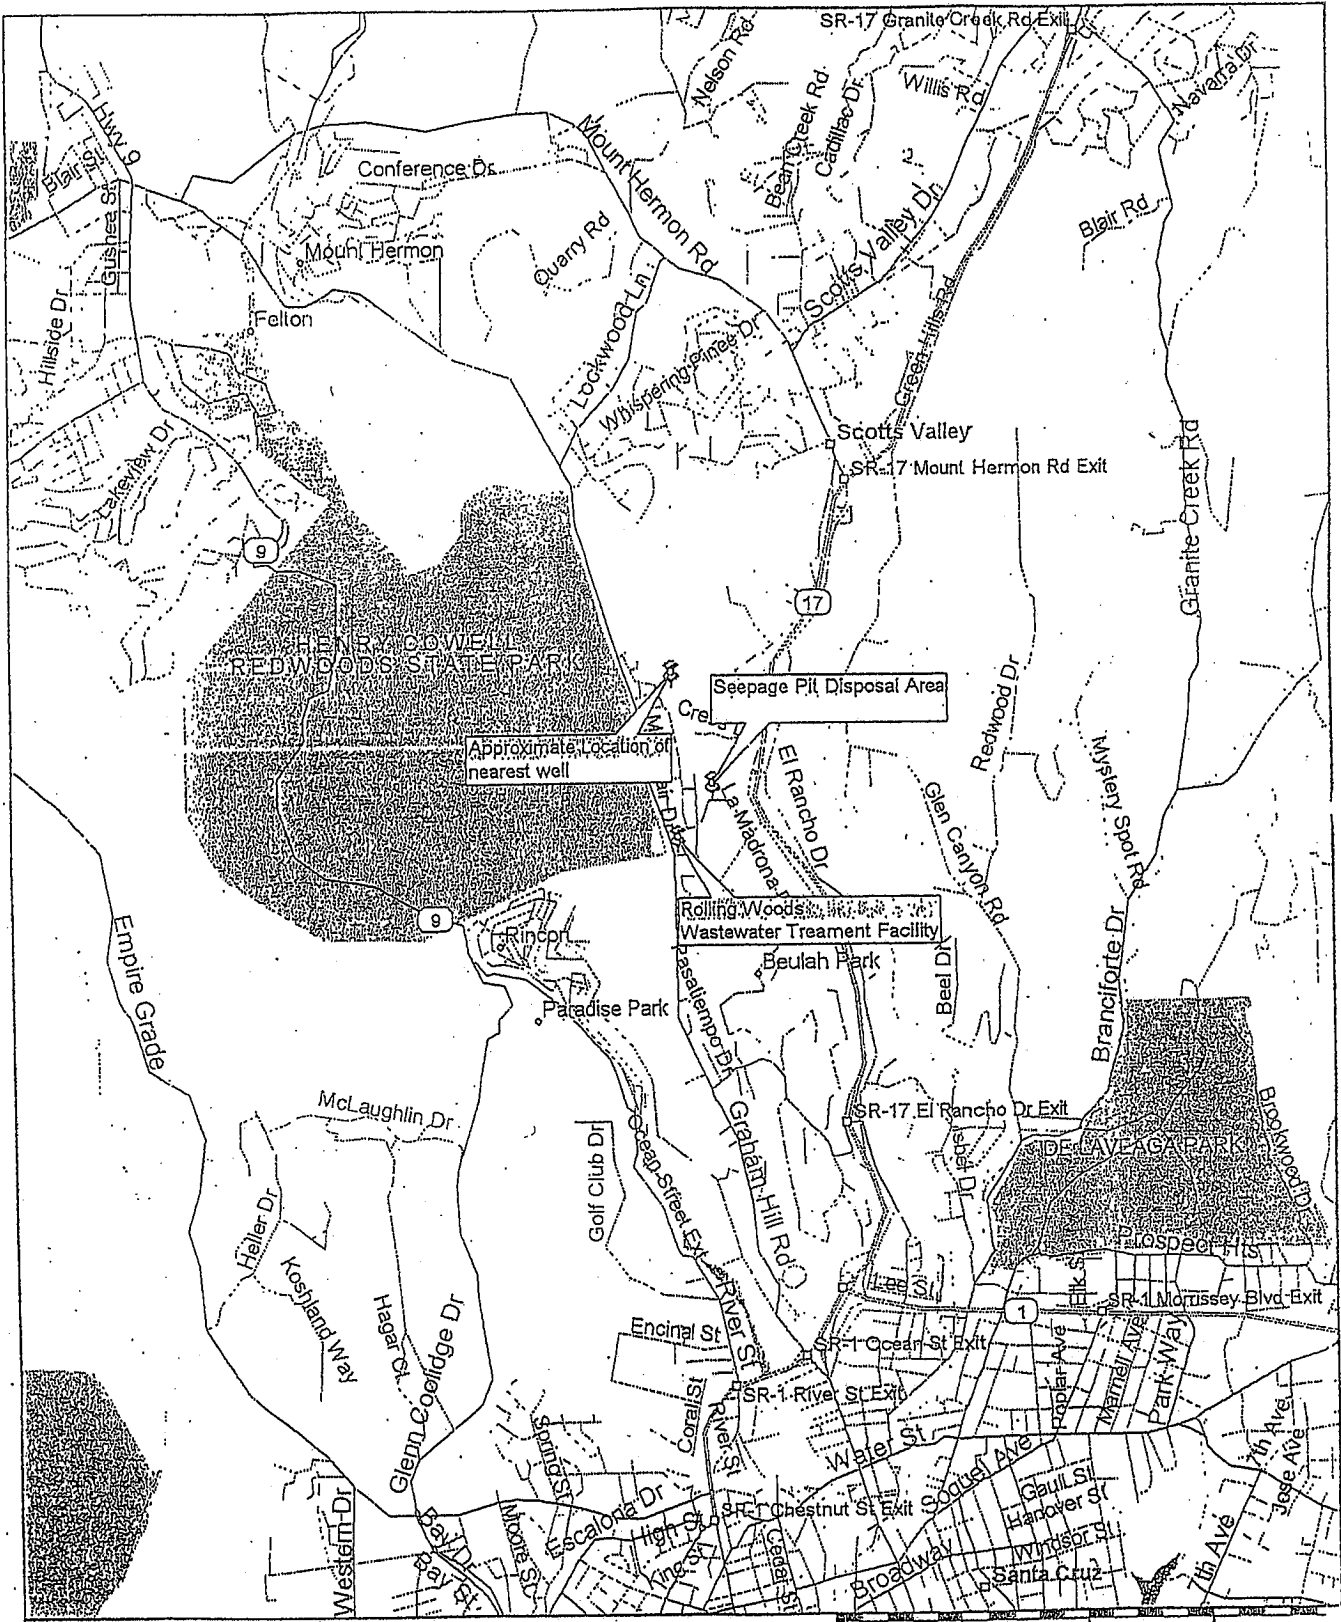 SR-17 Granite Creek Rd Exit
Nelson Rd
Bean Creek Rd
Cadillac Dr
Willis Rd
Navarra Dr
Hwy 9
Blair St
Gushee St
Conference Dr
Mount Hermon Rd
Mount Hermon
Quarry Rd
Scotts Valley Dr
Blair Rd
Hillside Dr
Felton
Lockwood Ln
Whispering Pines Dr
Green Hills Rd
Lakeview Dr
Scotts Valley
SR-17 Mount Hermon Rd Exit
Granite Creek Rd
9
17
HENRY COWELL
REDWOODS STATE PARK
Seepage Pit Disposal Area
Approximate Location of
nearest well
El Rancho Dr
La Madrona
Redwood Dr
Glen Canyon Rd
Mystery Spot Rd
Empire Grade
9
Rincon
Rolling Woods
Wastewater Treament Facility
Beulah Park
Beel Dr
Branciforte Dr
Paradise Park
Pasatiempo Dr
McLaughlin Dr
Graham Hill Rd
SR-17 El Rancho Dr Exit
DE LAVEAGA PARK
Brookwood Dr
Golf Club Dr
Ocean Street Ext
Heller Dr
Koshland Way
Hagar Ct
Glenn Coolidge Dr
Prospect Hts
Lee St
Elk St
1
SR-1 Morrissey Blvd Exit
River St
Encinal St
SR-1 Ocean St Exit
SR-1 River St Exit
Poplar Ave
Marnell Ave
Park Way
Coral St
River St
Spring St
Water St
Soquel Ave
7th Ave
Jose Ave
Gault St
Hanover St
Windsor St
Western Dr
Bay Dr
Bay St
Moore St
Escalona Dr
High St
King St
SR-1 Chestnut St Exit
Cedar St
Broadway
Santa Cruz
7th Ave